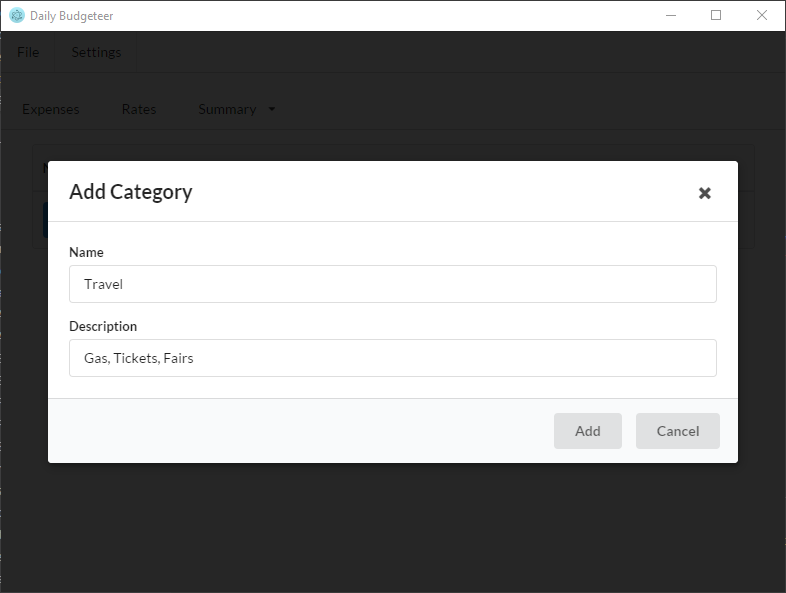 Daily Budgeteer
File Settings
Expenses Rates Summary
Add Category
Name
Travel
Description
Gas, Tickets, Fairs
Add Cancel